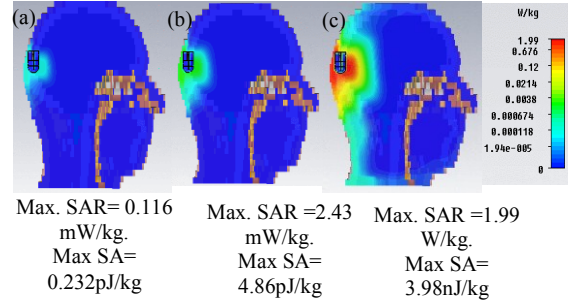 (a)
(b)
(c)
W/kg
1.99
0.676
0.12
0.0214
0.0038
0.000674
0.000118
1.94e-005
0
Max. SAR= 0.116
mW/kg.
Max SA=
0.232pJ/kg
Max. SAR =2.43
mW/kg.
Max SA=
4.86pJ/kg
Max. SAR =1.99
W/kg.
Max SA=
3.98nJ/kg